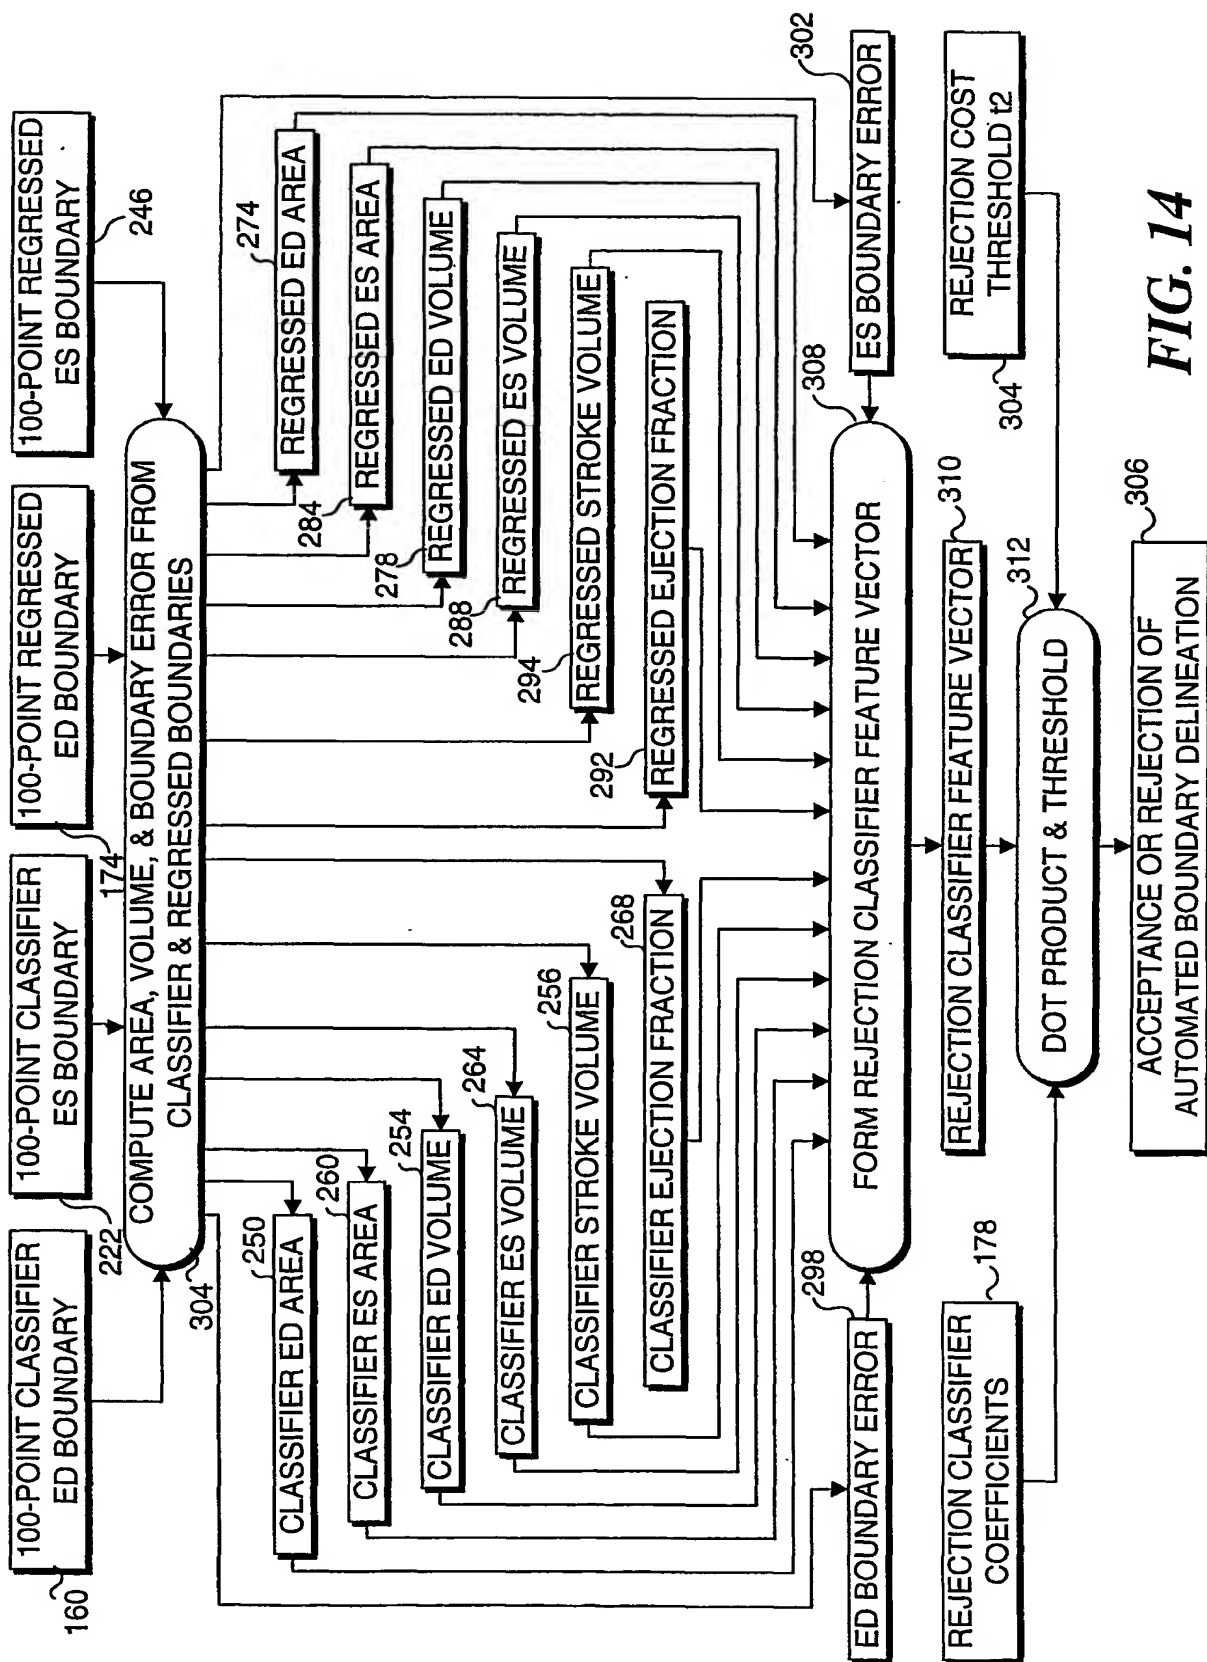 100-POINT CLASSIFIER
ED BOUNDARY
160
100-POINT CLASSIFIER
ES BOUNDARY
222
100-POINT REGRESSED
ED BOUNDARY
174
100-POINT REGRESSED
ES BOUNDARY
246
COMPUTE AREA, VOLUME, & BOUNDARY ERROR FROM
CLASSIFIER & REGRESSED BOUNDARIES
304
250
CLASSIFIER ED AREA
260
CLASSIFIER ES AREA
254
CLASSIFIER ED VOLUME
264
CLASSIFIER ES VOLUME
256
CLASSIFIER STROKE VOLUME
268
CLASSIFIER EJECTION FRACTION
274
REGRESSED ED AREA
284
REGRESSED ES AREA
278
REGRESSED ED VOLUME
288
REGRESSED ES VOLUME
294
REGRESSED STROKE VOLUME
292
REGRESSED EJECTION FRACTION
298
ED BOUNDARY ERROR
308
FORM REJECTION CLASSIFIER FEATURE VECTOR
302
ES BOUNDARY ERROR
310
REJECTION CLASSIFIER FEATURE VECTOR
178
REJECTION CLASSIFIER
COEFFICIENTS
312
DOT PRODUCT & THRESHOLD
REJECTION COST
THRESHOLD t2
304
306
ACCEPTANCE OR REJECTION OF
AUTOMATED BOUNDARY DELINEATION
FIG. 14